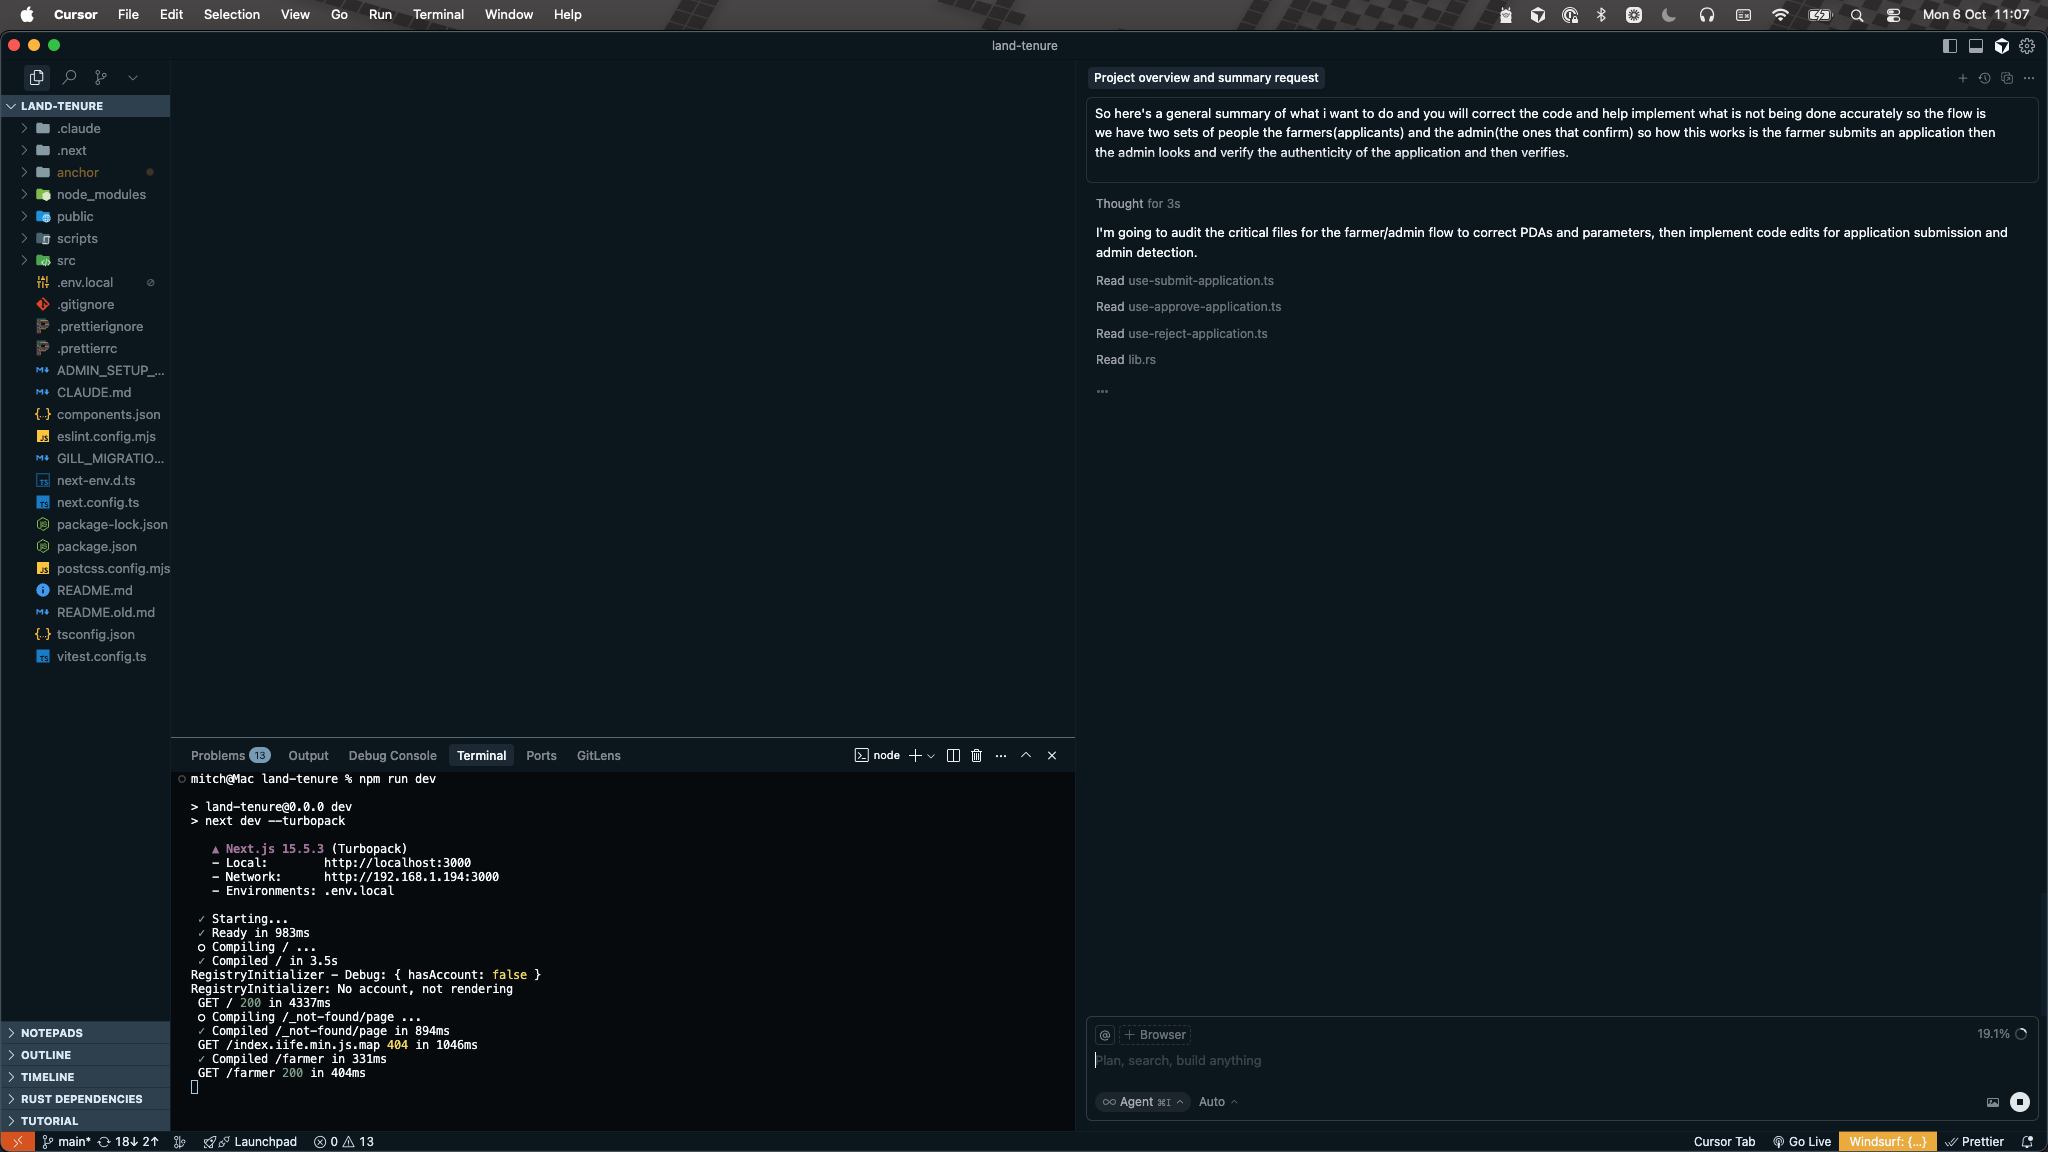 Cursor File Edit Selection View Go Run Terminal Window Help Mon 6 Oct 11:07
land-tenure
LAND-TENURE
.claude
.next
anchor
node_modules
public
scripts
src
.env.local
.gitignore
.prettierignore
.prettierrc
ADMIN_SETUP_...
CLAUDE.md
components.json
eslint.config.mjs
GILL_MIGRATIO...
next-env.d.ts
next.config.ts
package-lock.json
package.json
postcss.config.mjs
README.md
README.old.md
tsconfig.json
vitest.config.ts
NOTEPADS
OUTLINE
TIMELINE
RUST DEPENDENCIES
TUTORIAL
Problems 13 Output Debug Console Terminal Ports GitLens node
mitch@Mac land-tenure % npm run dev
> land-tenure@0.0.0 dev
> next dev --turbopack
▲ Next.js 15.5.3 (Turbopack)
- Local: http://localhost:3000
- Network: http://192.168.1.194:3000
- Environments: .env.local
✓ Starting...
✓ Ready in 983ms
○ Compiling / ...
✓ Compiled / in 3.5s
RegistryInitializer - Debug: { hasAccount: false }
RegistryInitializer: No account, not rendering
GET / 200 in 4337ms
○ Compiling /_not-found/page ...
✓ Compiled /_not-found/page in 894ms
GET /index.iife.min.js.map 404 in 1046ms
✓ Compiled /farmer in 331ms
GET /farmer 200 in 404ms
Project overview and summary request
So here's a general summary of what i want to do and you will correct the code and help implement what is not being done accurately so the flow is
we have two sets of people the farmers(applicants) and the admin(the ones that confirm) so how this works is the farmer submits an application then
the admin looks and verify the authenticity of the application and then verifies.
Thought for 3s
I'm going to audit the critical files for the farmer/admin flow to correct PDAs and parameters, then implement code edits for application submission and
admin detection.
Read use-submit-application.ts
Read use-approve-application.ts
Read use-reject-application.ts
Read lib.rs
...
@ + Browser 19.1%
Plan, search, build anything
Agent ⌘I Auto
main* 18↓ 2↑ Launchpad 0 13 Cursor Tab Go Live Windsurf: {...} Prettier